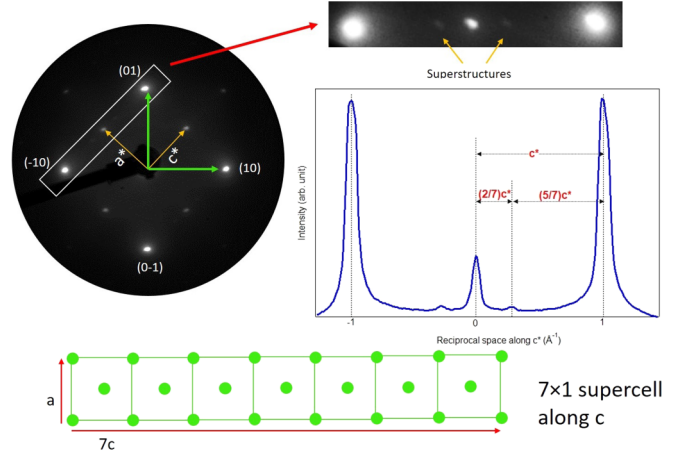 (01)
(-10)
a*
c*
(10)
(0-1)
Superstructures
Intensity (arb. unit)
c*
(2/7)c*
(5/7)c*
-1
0
1
Reciprocal space along c* (Å⁻¹)
a
7c
7×1 supercell
along c